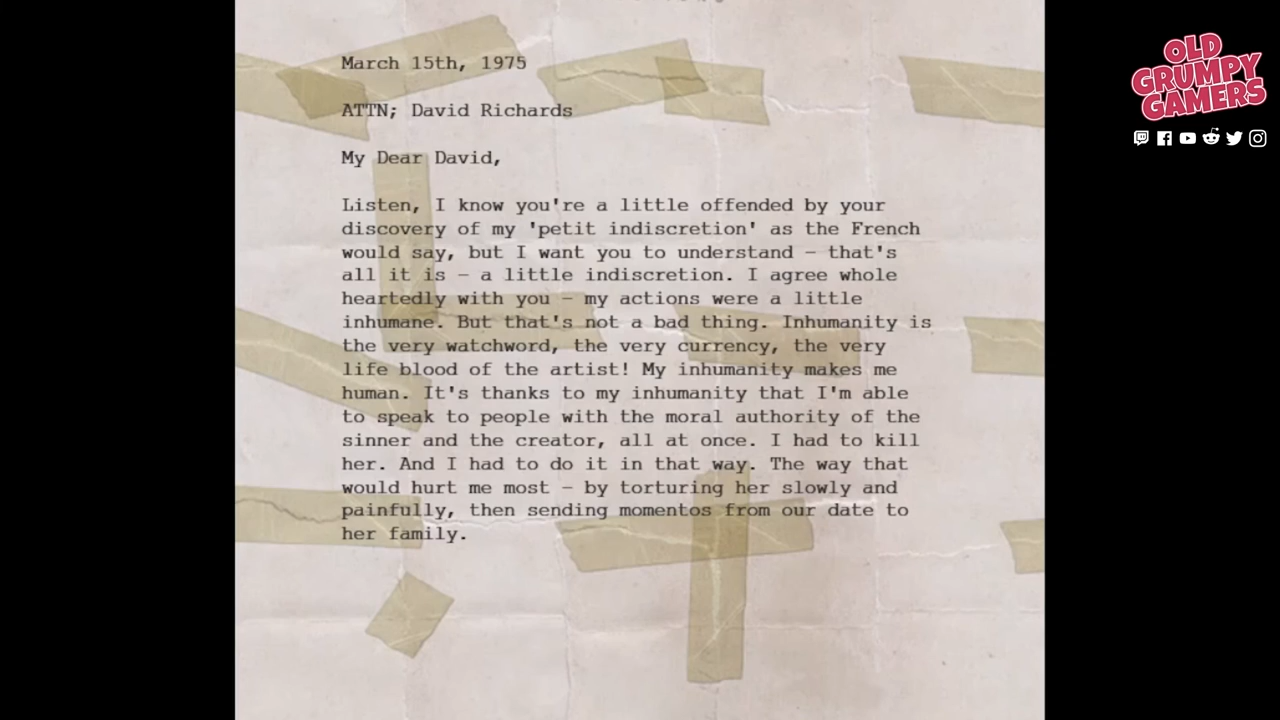 OLD
GRUMPY
GAMERS
March 15th, 1975
ATTN; David Richards
My Dear David,
Listen, I know you're a little offended by your
discovery of my 'petit indiscretion' as the French
would say, but I want you to understand – that's
all it is – a little indiscretion. I agree whole
heartedly with you – my actions were a little
inhumane. But that's not a bad thing. Inhumanity is
the very watchword, the very currency, the very
life blood of the artist! My inhumanity makes me
human. It's thanks to my inhumanity that I'm able
to speak to people with the moral authority of the
sinner and the creator, all at once. I had to kill
her. And I had to do it in that way. The way that
would hurt me most – by torturing her slowly and
painfully, then sending momentos from our date to
her family.